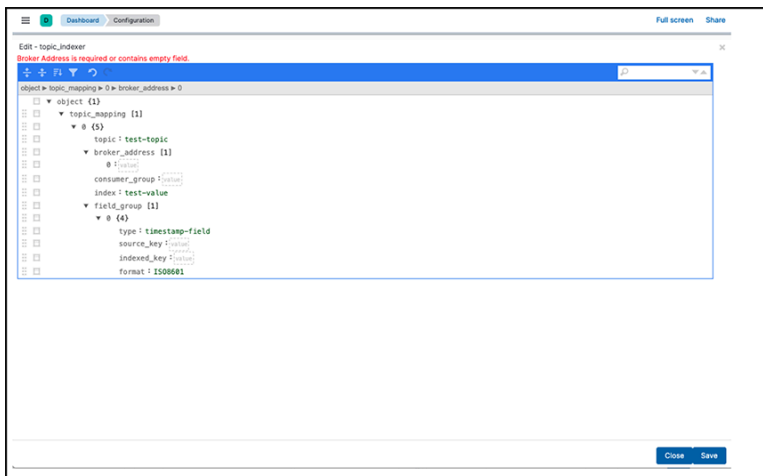 D Dashboard Configuration Full screen Share
Edit - topic_indexer
Broker Address is required or contains empty field.
object ► topic_mapping ► 0 ► broker_address ► 0
object {1}
topic_mapping [1]
0 {5}
topic : test-topic
broker_address [1]
0 : value
consumer_group : value
index : test-value
field_group [1]
0 {4}
type : timestamp-field
source_key : value
indexed_key : value
format : ISO8601
Close Save